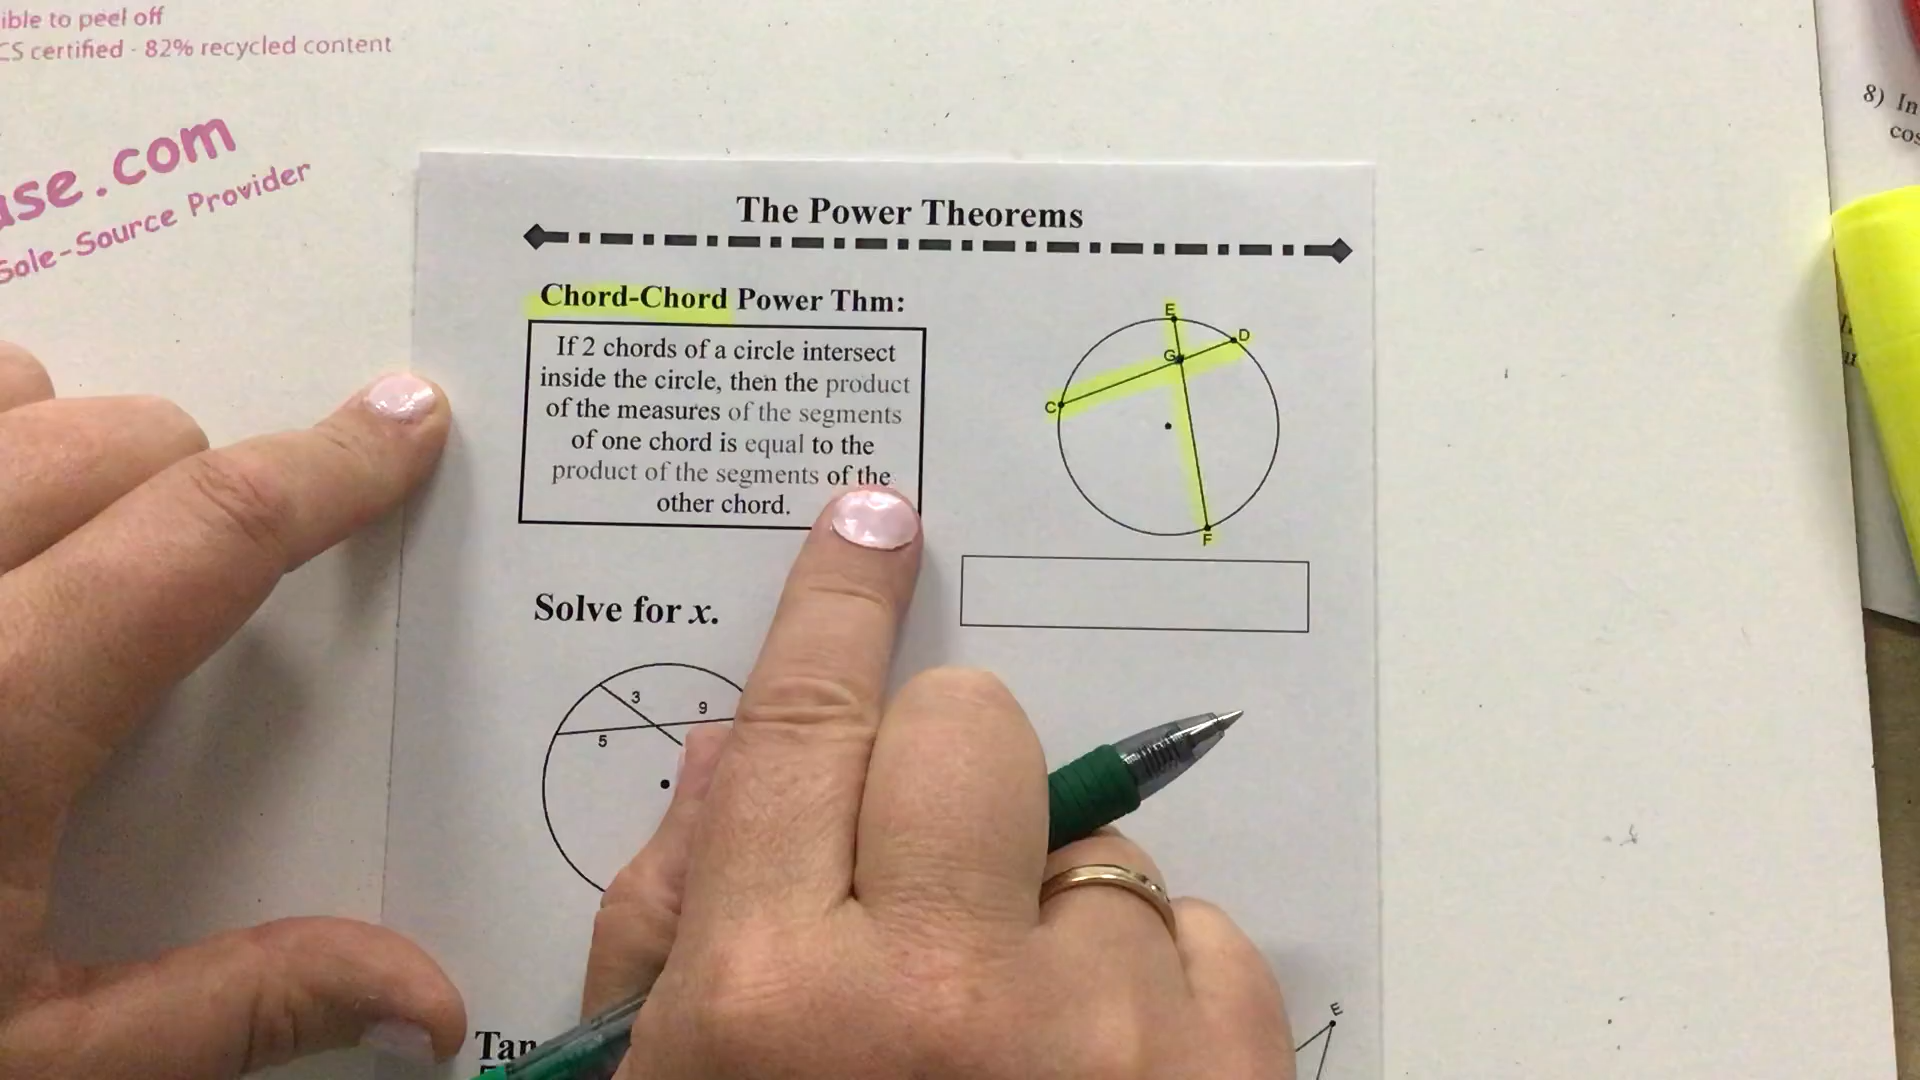 ible to peel off
CS certified - 82% recycled content
ase.com
Sole-Source Provider
8) In
cos
The Power Theorems
Chord-Chord Power Thm:
If 2 chords of a circle intersect
inside the circle, then the product
of the measures of the segments
of one chord is equal to the
product of the segments of the
other chord.
E
D
G
C
F
Solve for x.
3
9
5
Tan
E